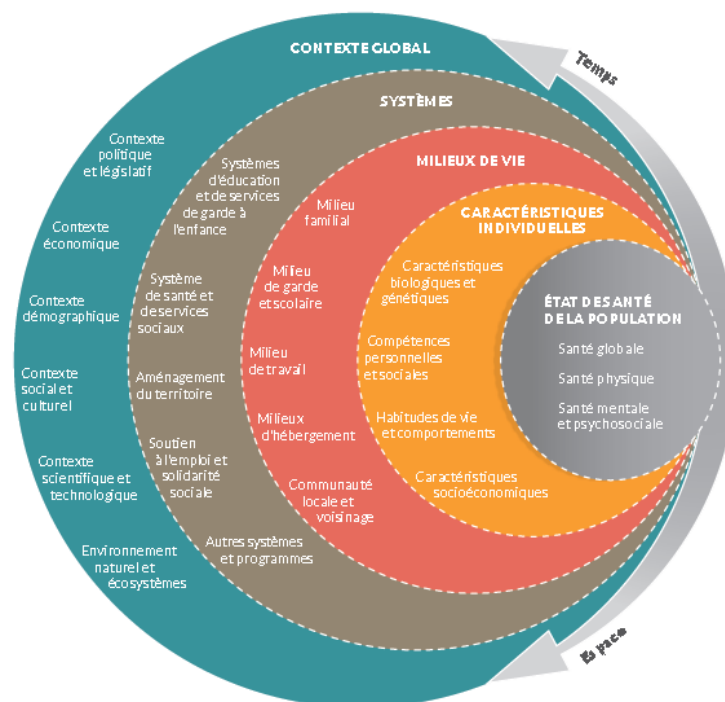 CONTEXTE GLOBAL
Contexte
politique
et législatif
Contexte
économique
Contexte
démographique
Contexte
social et
culturel
Contexte
scientifique et
technologique
Environnement
naturel et
écosystèmes
SYSTÈMES
Systèmes
d'éducation
et de services
de garde à
l'enfance
Système
de santé et
de services
sociaux
Aménagement
du territoire
Soutien
à l'emploi et
solidarité
sociale
Autres systèmes
et programmes
MILIEUX DE VIE
Milieu
familial
Milieu
de garde
et scolaire
Milieu
de travail
Milieux
d'hébergement
Communauté
locale et
voisinage
CARACTÉRISTIQUES
INDIVIDUELLES
Caractéristiques
biologiques et
génétiques
Compétences
personnelles
et sociales
Habitudes de vie
et comportements
Caractéristiques
socioéconomiques
ÉTAT DE SANTÉ
DE LA POPULATION
Santé globale
Santé physique
Santé mentale
et psychosociale
Temps
Espace